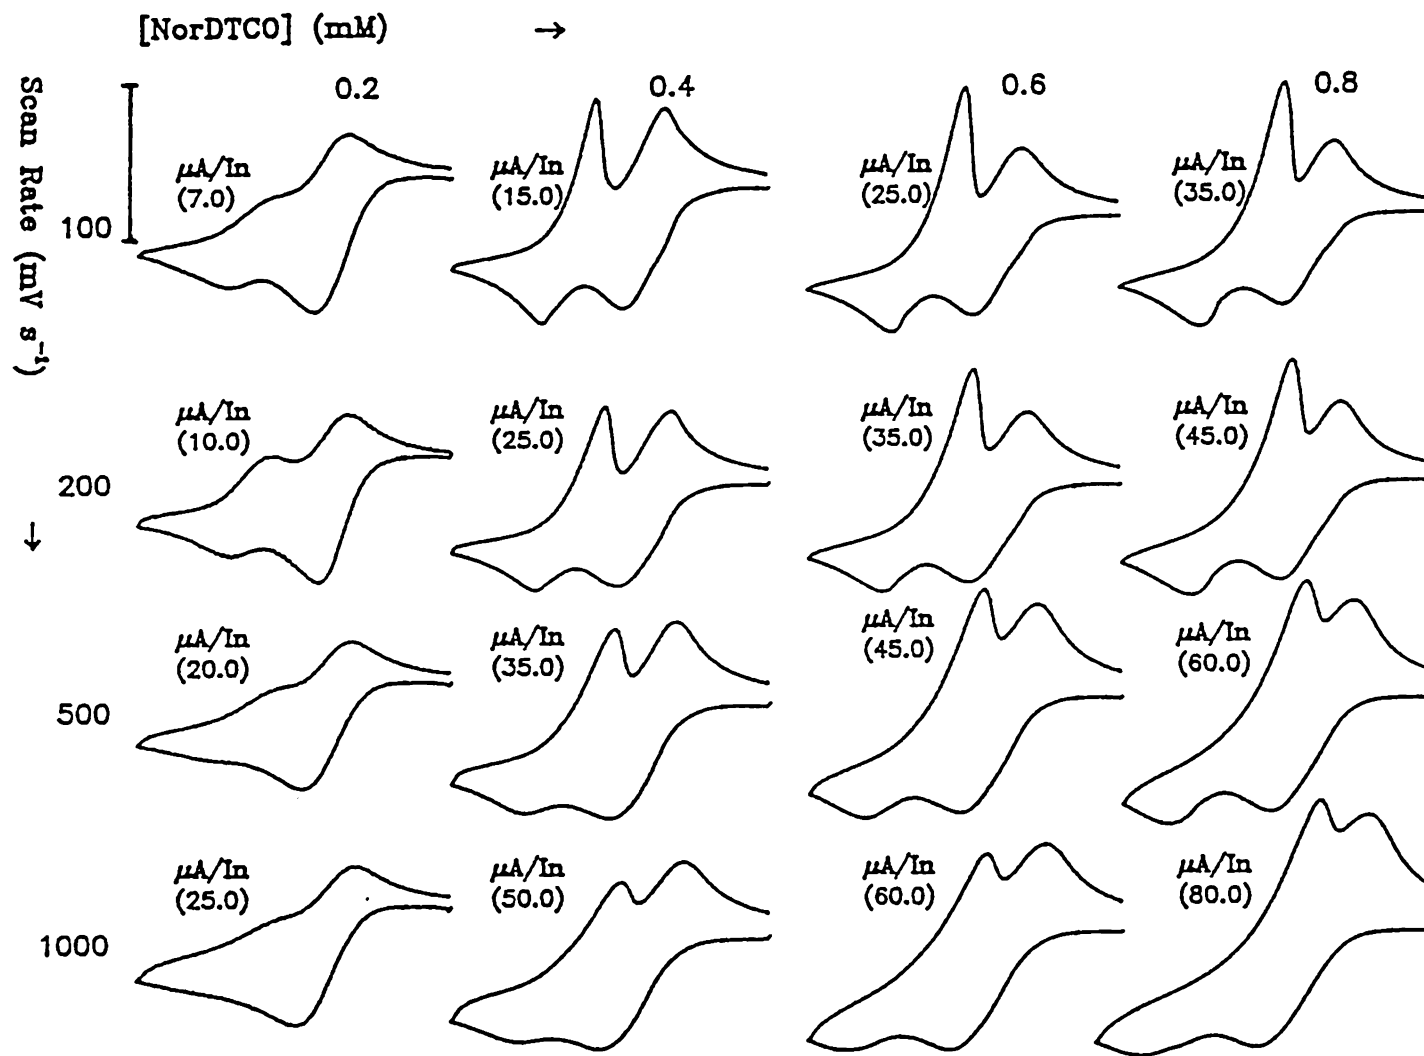 [NorDTCO] (mM) →
0.2 0.4 0.6 0.8
Scan Rate (mV s⁻¹) →
100
μA/In (7.0)
μA/In (15.0)
μA/In (25.0)
μA/In (35.0)
200
μA/In (10.0)
μA/In (25.0)
μA/In (35.0)
μA/In (45.0)
500
μA/In (20.0)
μA/In (35.0)
μA/In (45.0)
μA/In (60.0)
1000
μA/In (25.0)
μA/In (50.0)
μA/In (60.0)
μA/In (80.0)